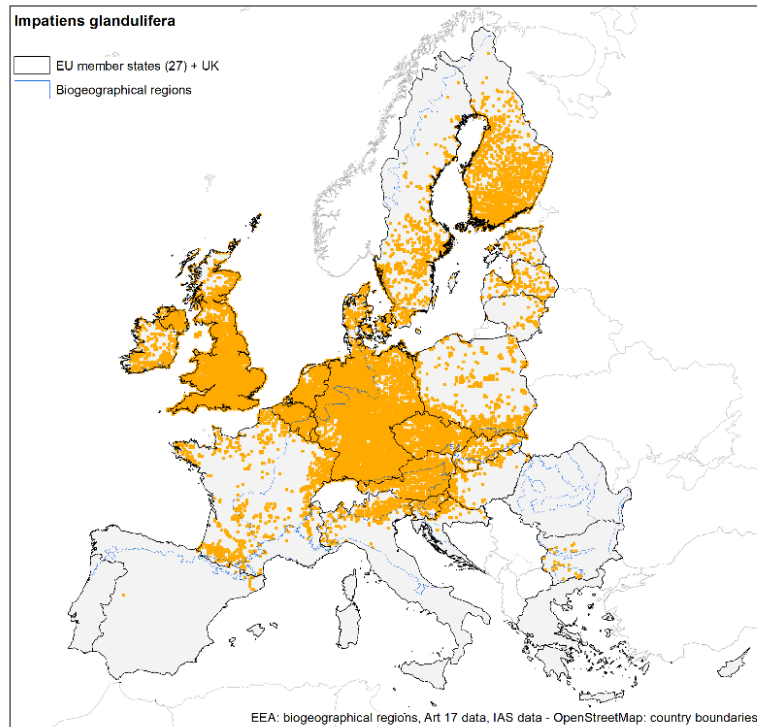 Impatiens glandulifera
EU member states (27) + UK
Biogeographical regions
EEA: biogeographical regions, Art 17 data, IAS data - OpenStreetMap: country boundaries